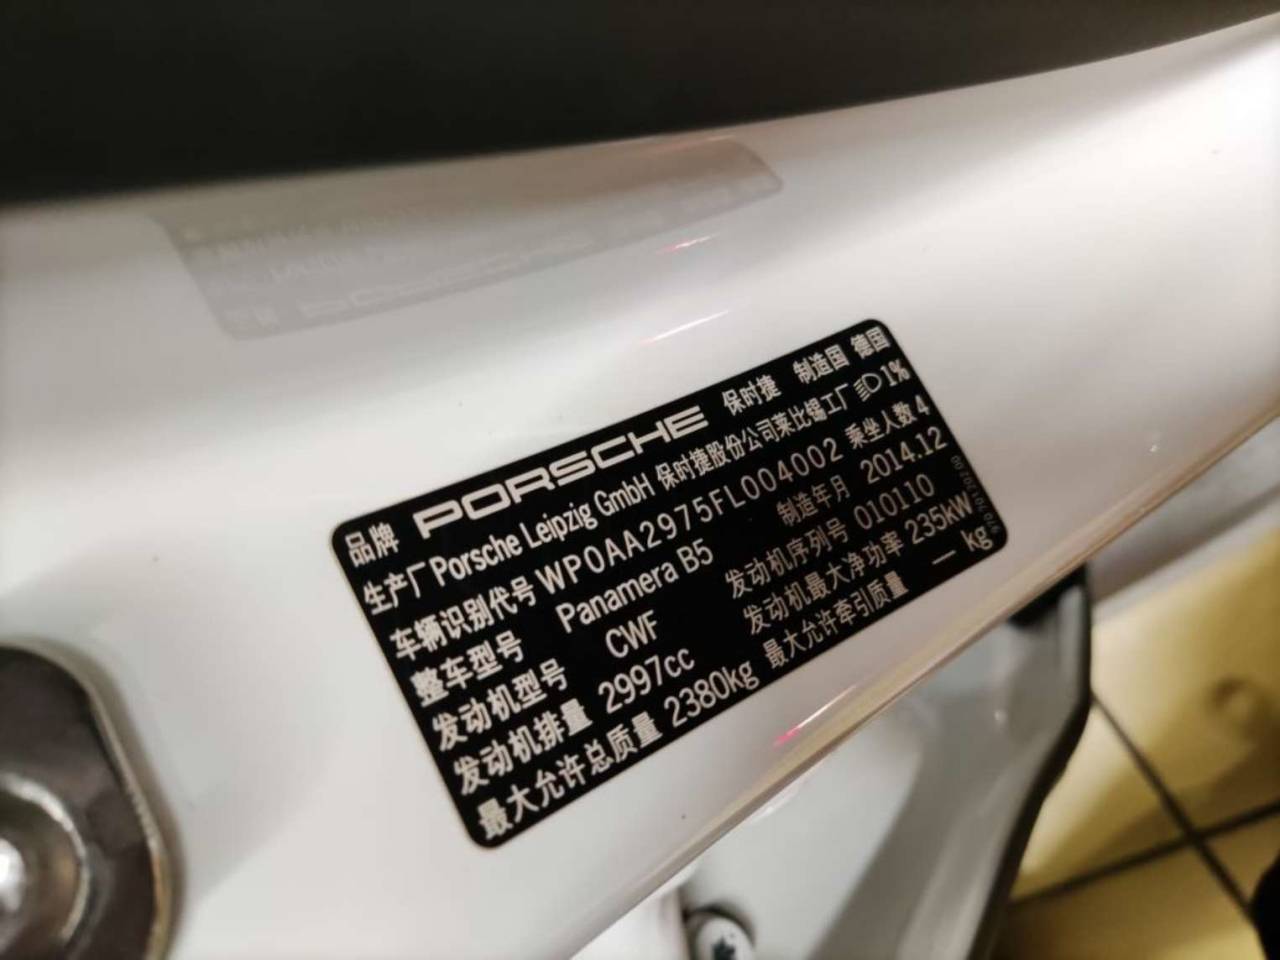 品牌 PORSCHE 保时捷 制造国 德国
生产厂 Porsche Leipzig GmbH 保时捷股份公司莱比锡工厂 1%
车辆识别代号 WP0AA2975FL004002 乘坐人数 4
整车型号 Panamera B5 制造年月 2014.12
发动机型号 CWF 发动机序列号 010110
发动机排量 2997cc 发动机最大净功率 235kW
最大允许总质量 2380kg 最大允许牵引质量 — kg